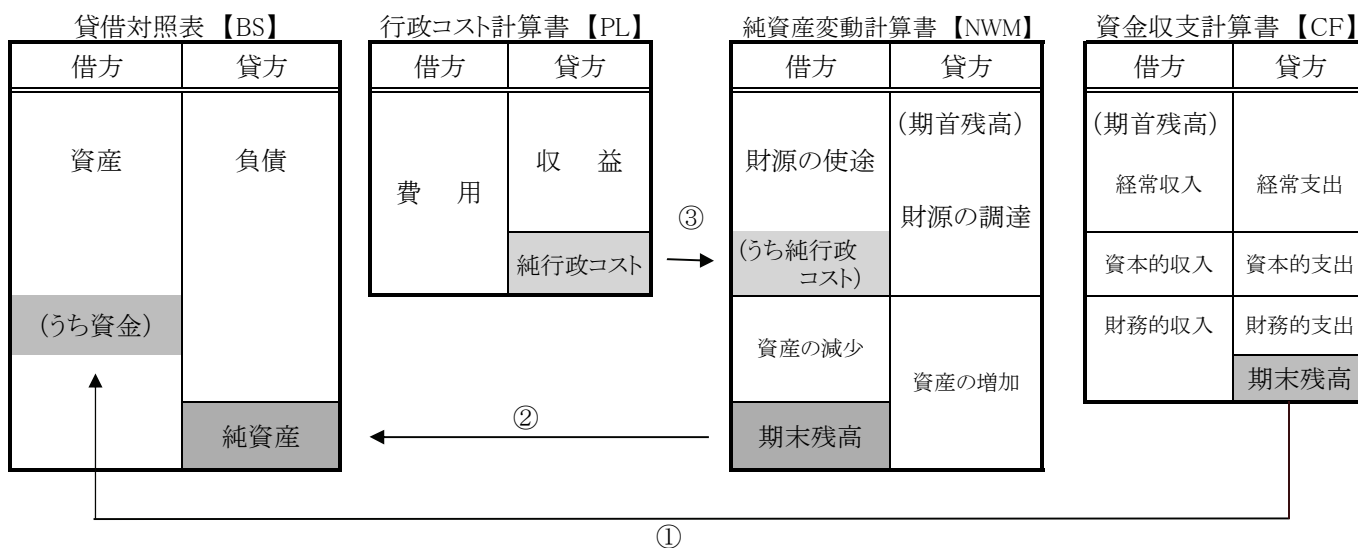 貸借対照表 【BS】
借方 貸方
資産 負債
(うち資金)
純資産
行政コスト計算書 【PL】
借方 貸方
費 用 収 益
純行政コスト
③
純資産変動計算書 【NWM】
借方 貸方
(期首残高)
財源の使途
財源の調達
(うち純行政
コスト)
資産の減少
資産の増加
期末残高
②
資金収支計算書 【CF】
借方 貸方
(期首残高)
経常収入 経常支出
資本的収入 資本的支出
財務的収入 財務的支出
期末残高
①